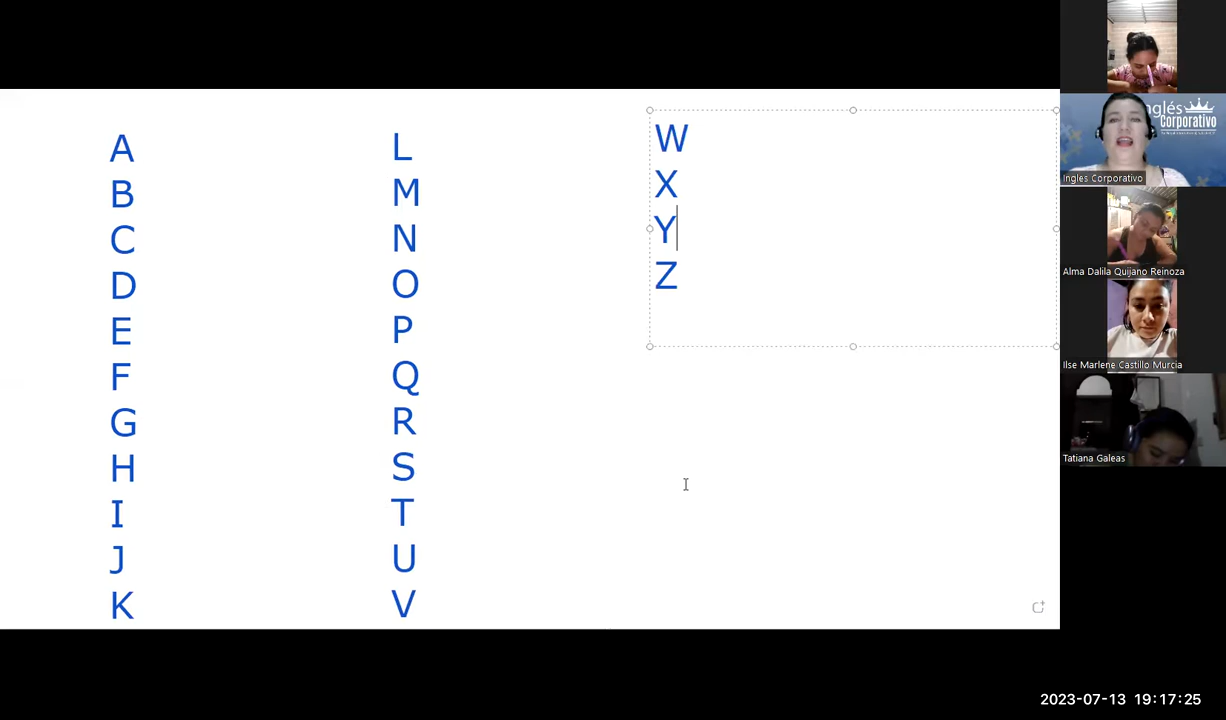 A
B
C
D
E
F
G
H
I
J
K
L
M
N
O
P
Q
R
S
T
U
V
W
X
Y
Z
nglés
Corporativo
Ingles Corporativo
Alma Dalila Quijano Reinoza
Ilse Marlene Castillo Murcia
Tatiana Galeas
2023-07-13 19:17:25